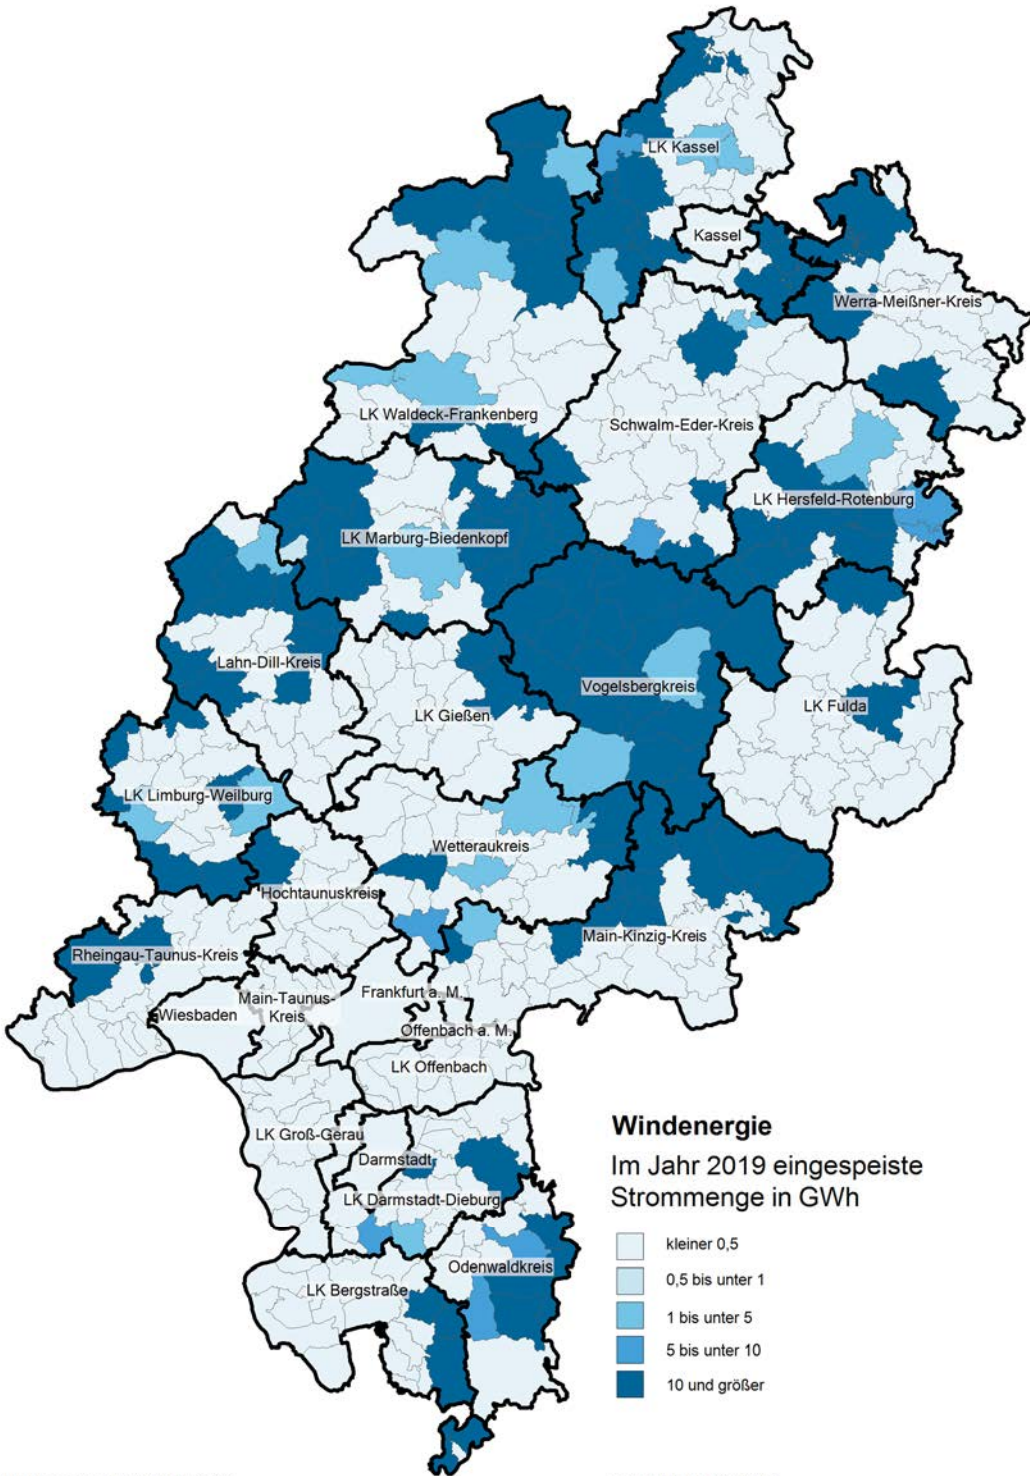 LK Kassel
Kassel
Werra-Meißner-Kreis
LK Waldeck-Frankenberg
Schwalm-Eder-Kreis
LK Hersfeld-Rotenburg
LK Marburg-Biedenkopf
Lahn-Dill-Kreis
Vogelsbergkreis
LK Gießen
LK Fulda
LK Limburg-Weilburg
Wetteraukreis
Hochtaunuskreis
Main-Kinzig-Kreis
Rheingau-Taunus-Kreis
Main-Taunus-
Kreis
Frankfurt a. M.
Wiesbaden
Offenbach a. M.
LK Offenbach
LK Groß-Gerau
Darmstadt
LK Darmstadt-Dieburg
Odenwaldkreis
LK Bergstraße
Windenergie
Im Jahr 2019 eingespeiste
Strommenge in GWh
kleiner 0,5
0,5 bis unter 1
1 bis unter 5
5 bis unter 10
10 und größer